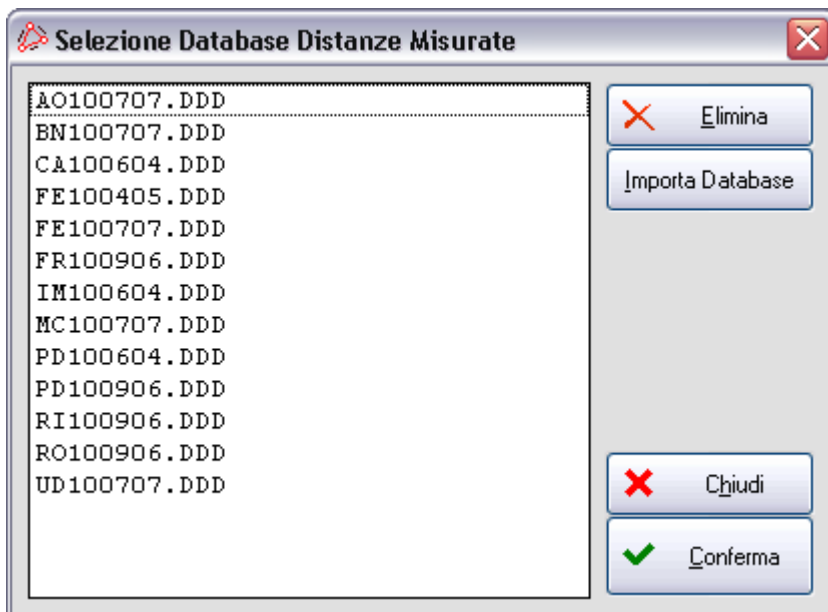 Selezione Database Distanze Misurate
AO100707.DDD
BN100707.DDD
CA100604.DDD
FE100405.DDD
FE100707.DDD
FR100906.DDD
IM100604.DDD
MC100707.DDD
PD100604.DDD
PD100906.DDD
RI100906.DDD
RO100906.DDD
UD100707.DDD
Elimina
Importa Database
Chiudi
Conferma